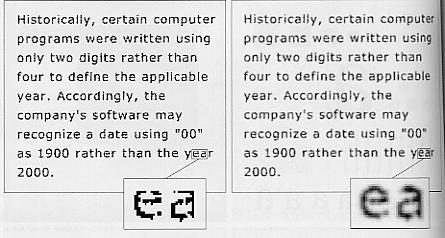 Historically, certain computer
programs were written using
only two digits rather than
four to define the applicable
year. Accordingly, the
company's software may
recognize a date using "00"
as 1900 rather than the year
2000.
ea
Historically, certain computer
programs were written using
only two digits rather than
four to define the applicable
year. Accordingly, the
company's software may
recognize a date using "00"
as 1900 rather than the year
2000.
ea